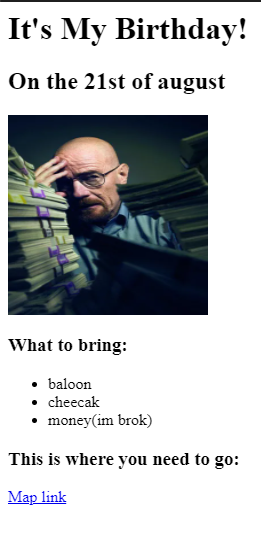 It's My Birthday!
On the 21st of august
What to bring:
baloon
cheecak
money(im brok)
This is where you need to go:
Map link